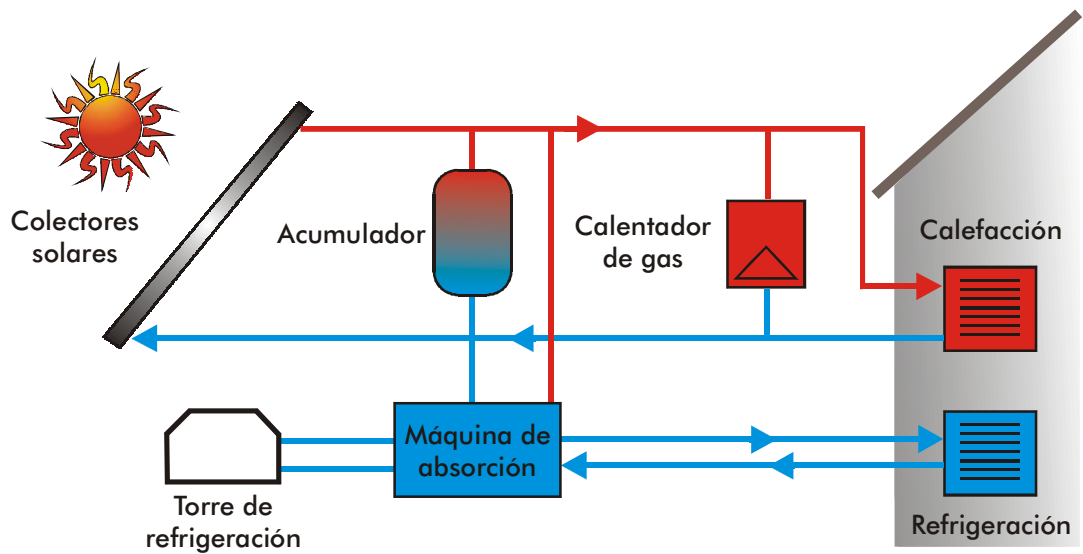 Colectores
solares
Acumulador
Calentador
de gas
Calefacción
Máquina de
absorción
Torre de
refrigeración
Refrigeración